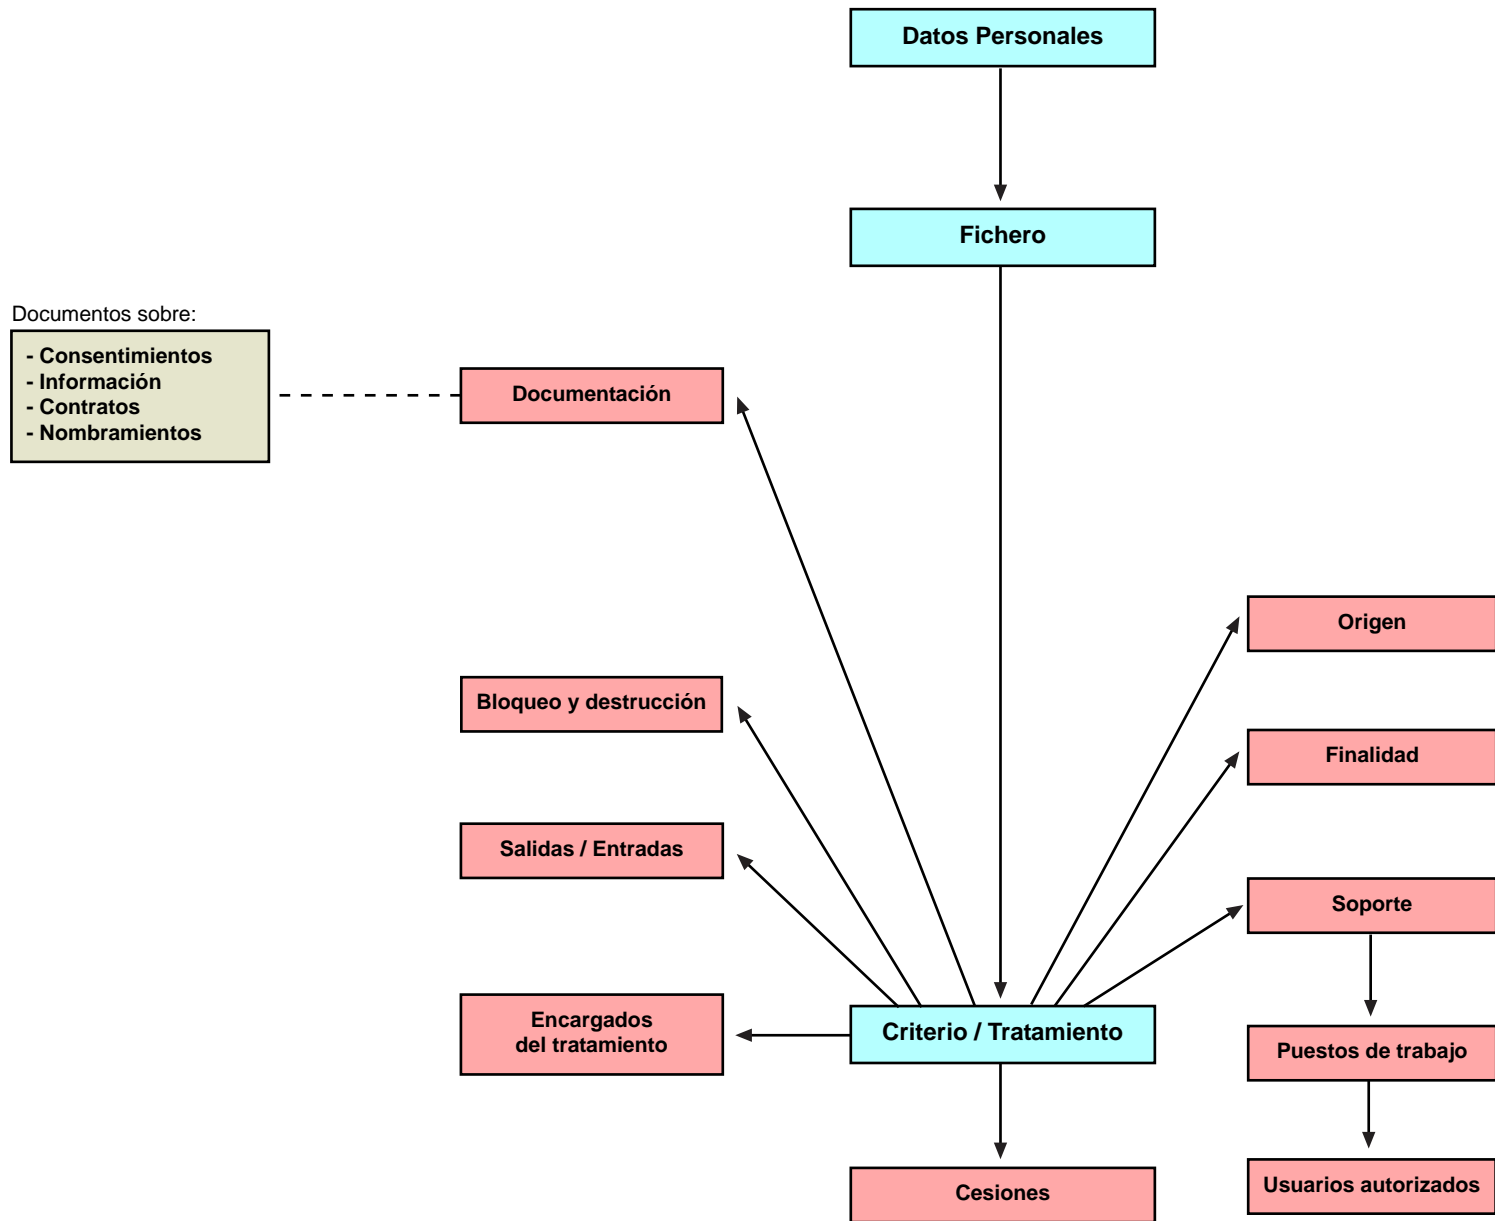 Datos Personales
Fichero
Documentos sobre:
- Consentimientos
- Información
- Contratos
- Nombramientos
Documentación
Origen
Bloqueo y destrucción
Finalidad
Salidas / Entradas
Soporte
Encargados
del tratamiento
Criterio / Tratamiento
Puestos de trabajo
Cesiones
Usuarios autorizados